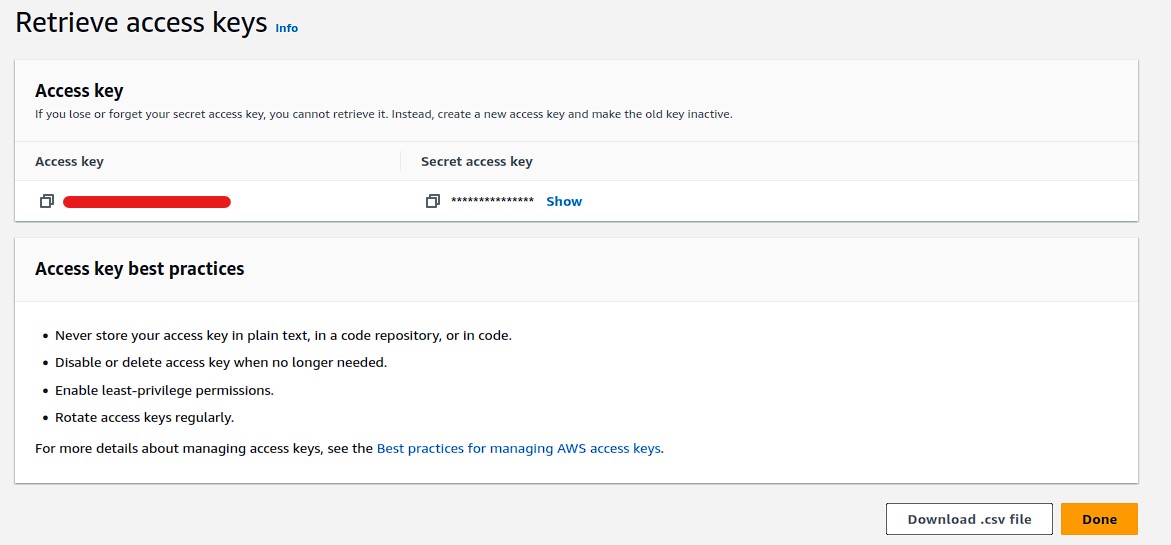 Retrieve access keys Info
Access key
If you lose or forget your secret access key, you cannot retrieve it. Instead, create a new access key and make the old key inactive.
Access key Secret access key
*************** Show
Access key best practices
• Never store your access key in plain text, in a code repository, or in code.
• Disable or delete access key when no longer needed.
• Enable least-privilege permissions.
• Rotate access keys regularly.
For more details about managing access keys, see the Best practices for managing AWS access keys.
Download .csv file Done